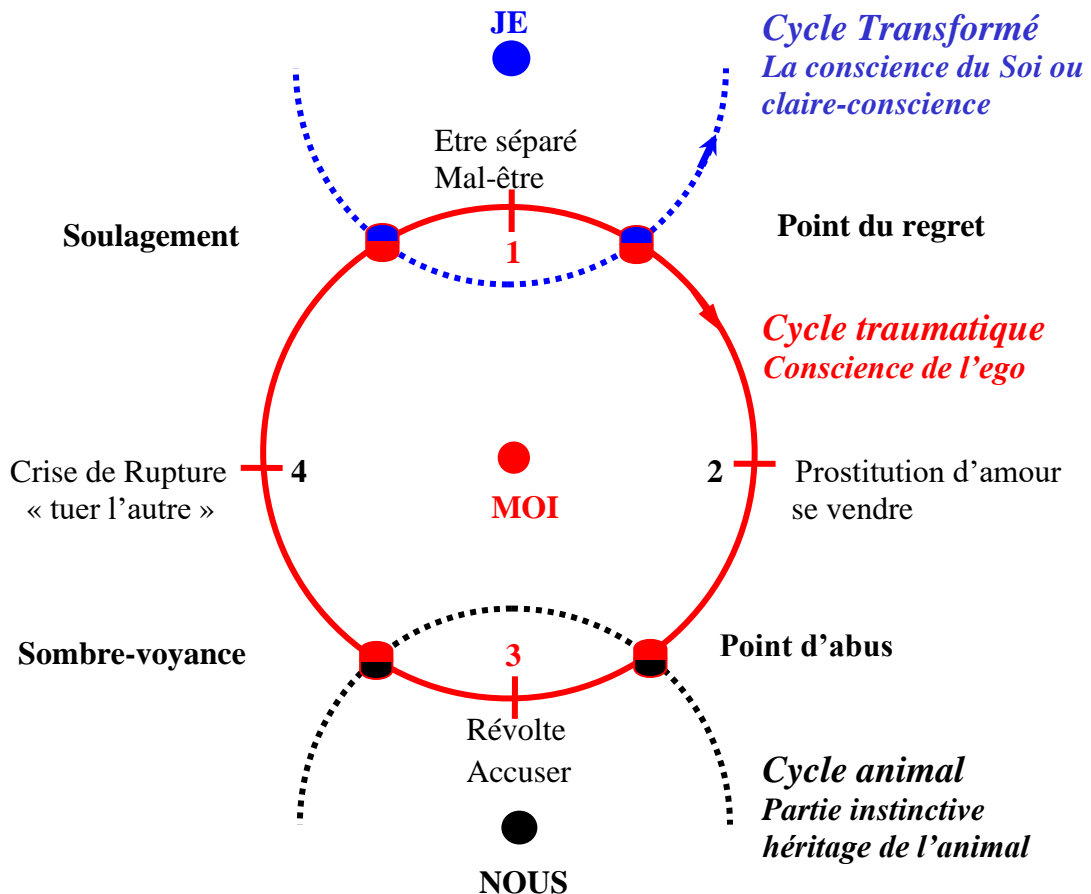 JE
Cycle Transformé
La conscience du Soi ou
claire-conscience
Etre séparé
Mal-être
Soulagement
1
Point du regret
Cycle traumatique
Conscience de l’ego
Crise de Rupture
« tuer l’autre »
4
MOI
2
Prostitution d’amour
se vendre
Sombre-voyance
3
Point d’abus
Révolte
Accuser
Cycle animal
Partie instinctive
héritage de l’animal
NOUS